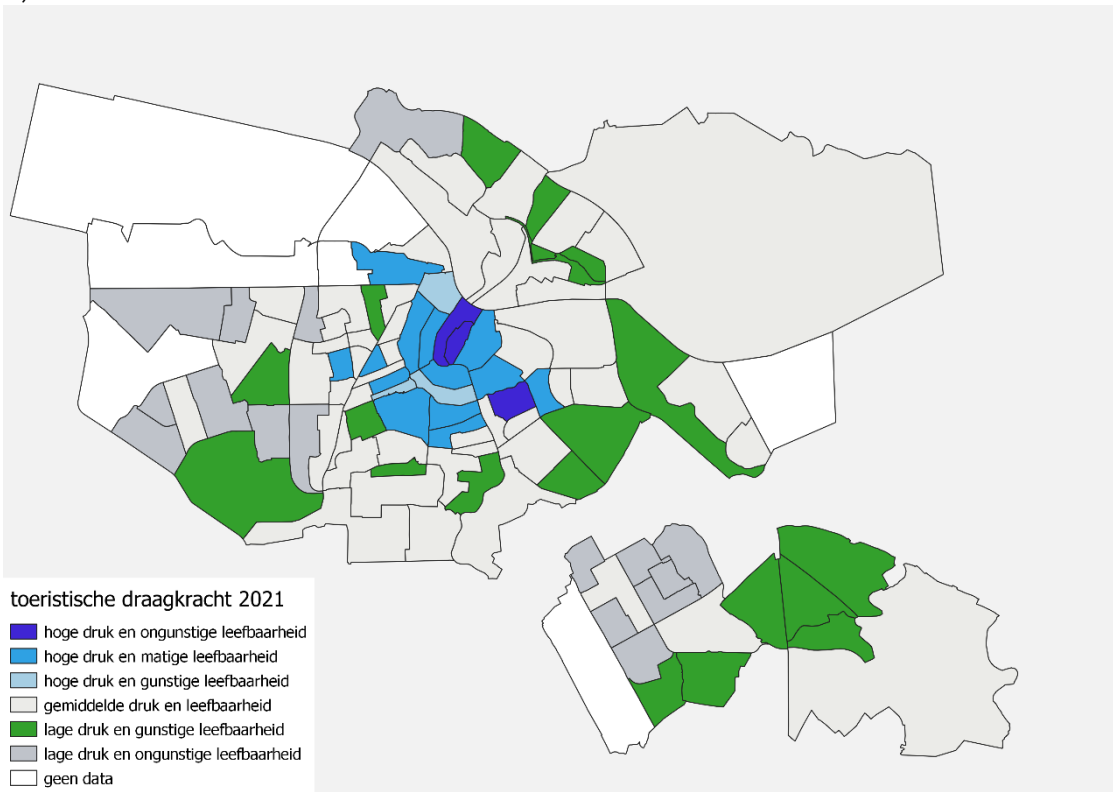 toeristische draagkracht 2021
hoge druk en ongunstige leefbaarheid
hoge druk en matige leefbaarheid
hoge druk en gunstige leefbaarheid
gemiddelde druk en leefbaarheid
lage druk en gunstige leefbaarheid
lage druk en ongunstige leefbaarheid
geen data